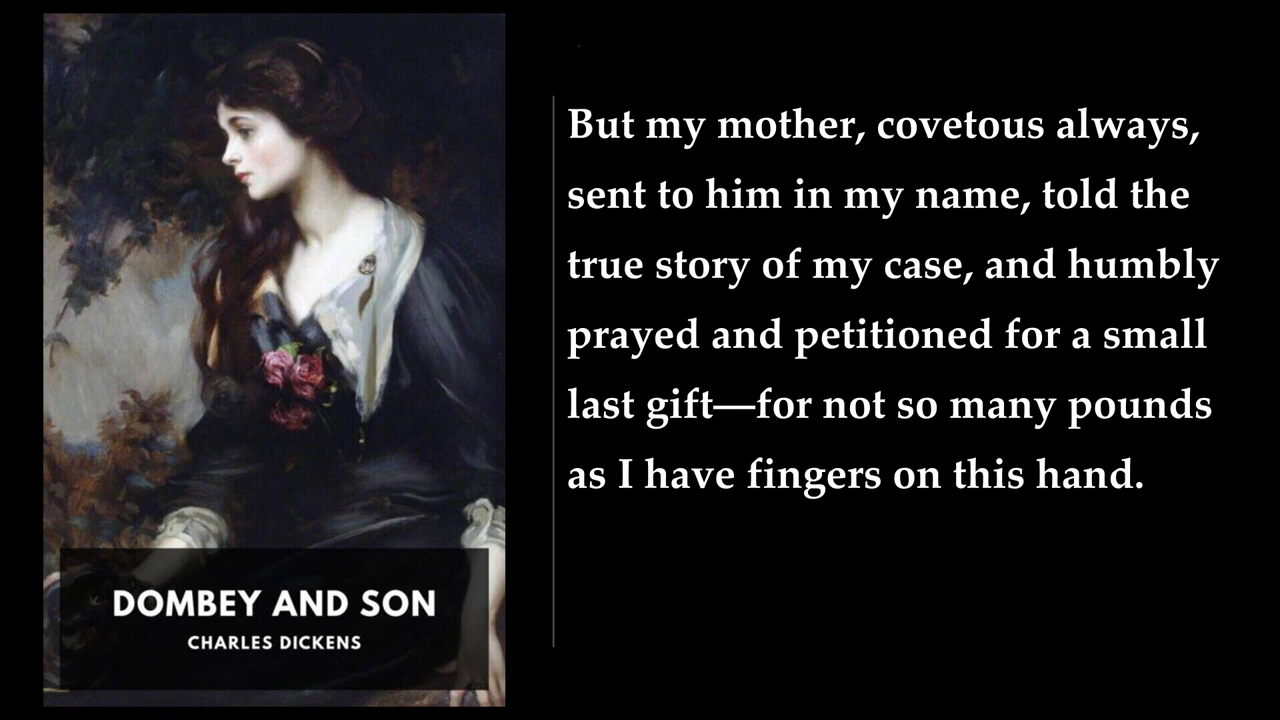 But my mother, covetous always,
sent to him in my name, told the
true story of my case, and humbly
prayed and petitioned for a small
last gift—for not so many pounds
as I have fingers on this hand.
DOMBEY AND SON
CHARLES DICKENS